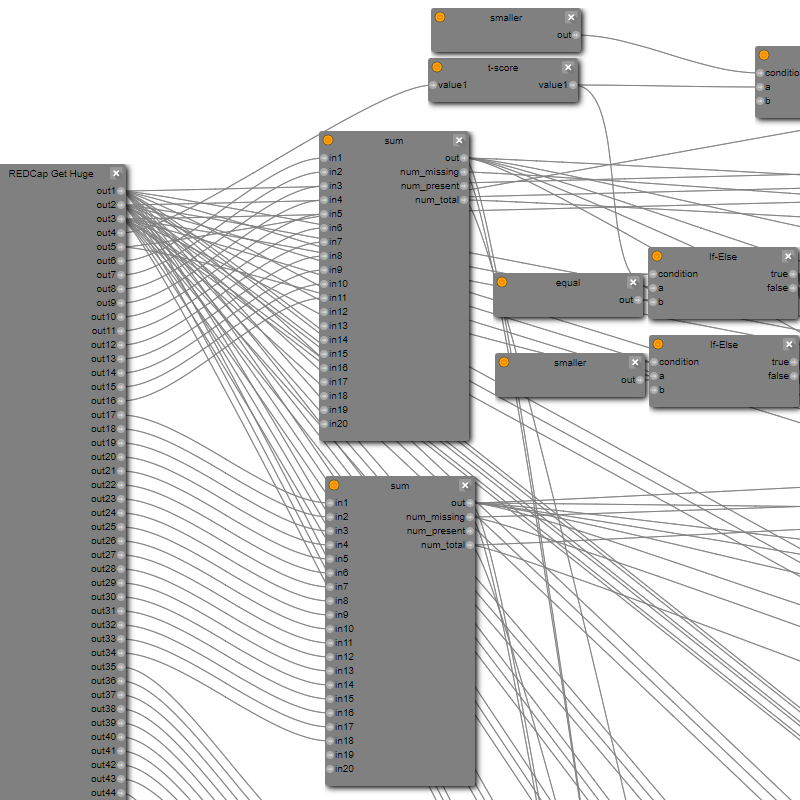 smaller
out
t-score
value1 value1
conditio
a
b
REDCap Get Huge
out1
out2
out3
out4
out5
out6
out7
out8
out9
out10
out11
out12
out13
out14
out15
out16
out17
out18
out19
out20
out21
out22
out23
out24
out25
out26
out27
out28
out29
out30
out31
out32
out33
out34
out35
out36
out37
out38
out39
out40
out41
out42
out43
out44
sum
in1 out
in2 num_missing
in3 num_present
in4 num_total
in5
in6
in7
in8
in9
in10
in11
in12
in13
in14
in15
in16
in17
in18
in19
in20
equal
out
If-Else
condition true
a false
b
smaller
out
If-Else
condition true
a false
b
sum
in1 out
in2 num_missing
in3 num_present
in4 num_total
in5
in6
in7
in8
in9
in10
in11
in12
in13
in14
in15
in16
in17
in18
in19
in20